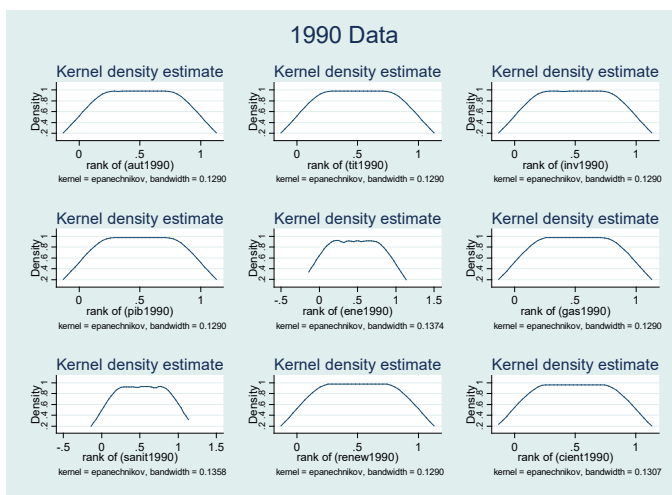 1990 Data
Kernel density estimate
Density
.2 .4 .6 .8 1
0 .5 1
rank of (aut1990)
kernel = epanechnikov, bandwidth = 0.1290
Kernel density estimate
Density
.2 .4 .6 .8 1
0 .5 1
rank of (tit1990)
kernel = epanechnikov, bandwidth = 0.1290
Kernel density estimate
Density
.2 .4 .6 .8 1
0 .5 1
rank of (inv1990)
kernel = epanechnikov, bandwidth = 0.1290
Kernel density estimate
Density
.2 .4 .6 .8 1
0 .5 1
rank of (pib1990)
kernel = epanechnikov, bandwidth = 0.1290
Kernel density estimate
Density
.2 .4 .6 .8 1
-.5 0 .5 1 1.5
rank of (ene1990)
kernel = epanechnikov, bandwidth = 0.1374
Kernel density estimate
Density
.2 .4 .6 .8 1
0 .5 1
rank of (gas1990)
kernel = epanechnikov, bandwidth = 0.1290
Kernel density estimate
Density
.2 .4 .6 .8 1
-.5 0 .5 1 1.5
rank of (sanit1990)
kernel = epanechnikov, bandwidth = 0.1358
Kernel density estimate
Density
.2 .4 .6 .8 1
0 .5 1
rank of (renew1990)
kernel = epanechnikov, bandwidth = 0.1290
Kernel density estimate
Density
.2 .4 .6 .8 1
0 .5 1
rank of (cient1990)
kernel = epanechnikov, bandwidth = 0.1307